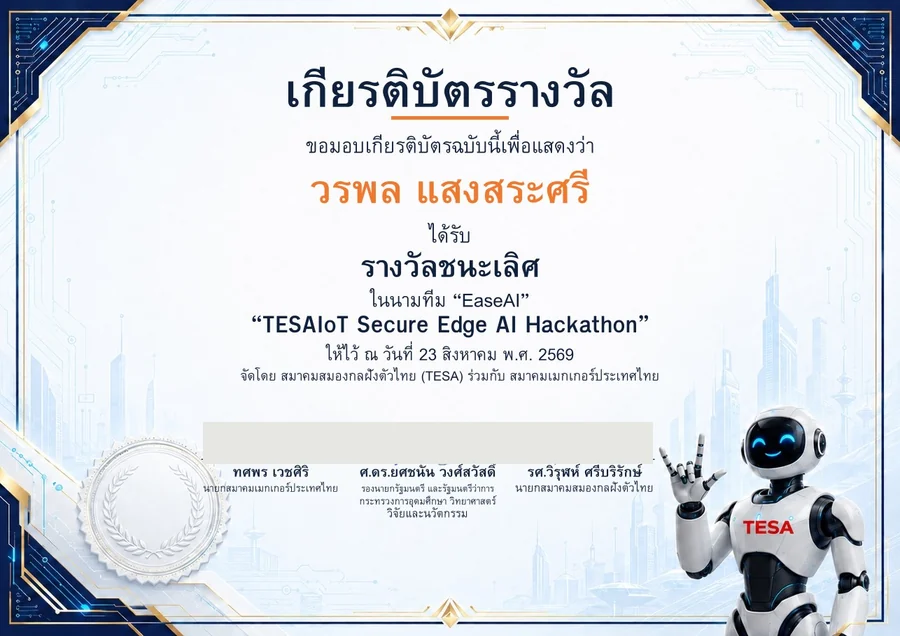 เกียรติบัตรรางวัล
ขอมอบเกียรติบัตรฉบับนี้เพื่อแสดงว่า
วรพล แสงสระศรี
ได้รับ
รางวัลชนะเลิศ
ในนามทีม “EaseAI”
“TESAIoT Secure Edge AI Hackathon”
ให้ไว้ ณ วันที่ 23 สิงหาคม พ.ศ. 2569
จัดโดย สมาคมสมองกลฝังตัวไทย (TESA) ร่วมกับ สมาคมเมกเกอร์ประเทศไทย
ทศพร เวชศิริ
นายกสมาคมเมกเกอร์ประเทศไทย
ศ.ดร.ยศชนัน วงศ์สวัสดิ์
รองนายกรัฐมนตรี และรัฐมนตรีว่าการ
กระทรวงการอุดมศึกษา วิทยาศาสตร์
วิจัยและนวัตกรรม
รศ.วิรุฬห์ ศรีบริรักษ์
นายกสมาคมสมองกลฝังตัวไทย
TESA